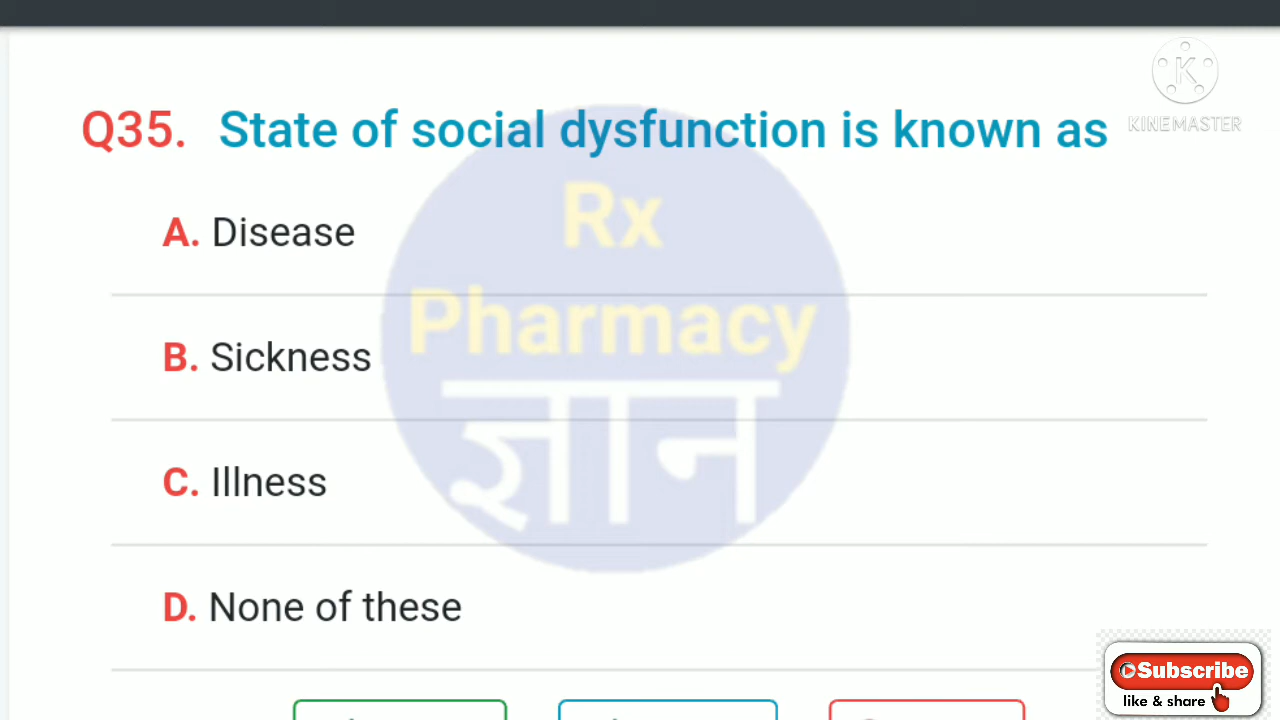 K
KINEMASTER
Q35. State of social dysfunction is known as
Rx
A. Disease
Pharmacy
B. Sickness
ज्ञान
C. Illness
D. None of these
Subscribe
like & share